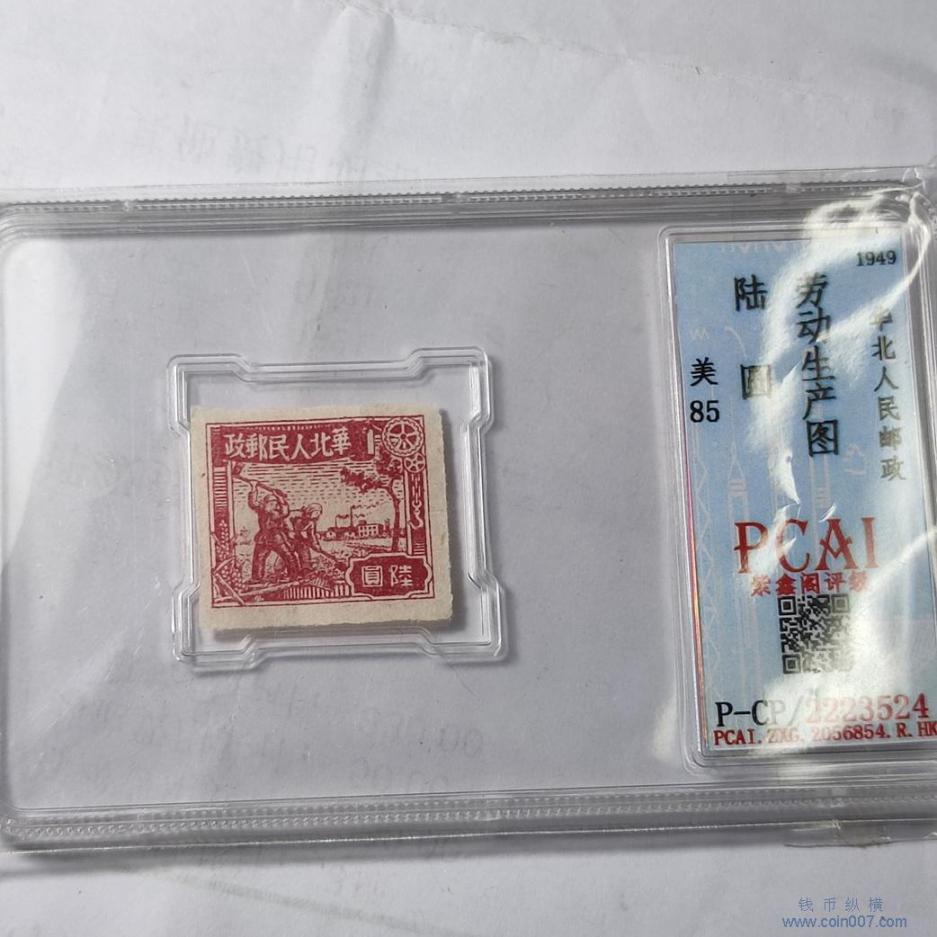 華北人民郵政
陸圓
1949
华北人民邮政
劳动生产图
陆圆
美
85
PCAI
紫鑫阁评级
P-CP/2223524
PCAI.ZXG.2056854.R.HK
钱币纵横
www.coin007.com